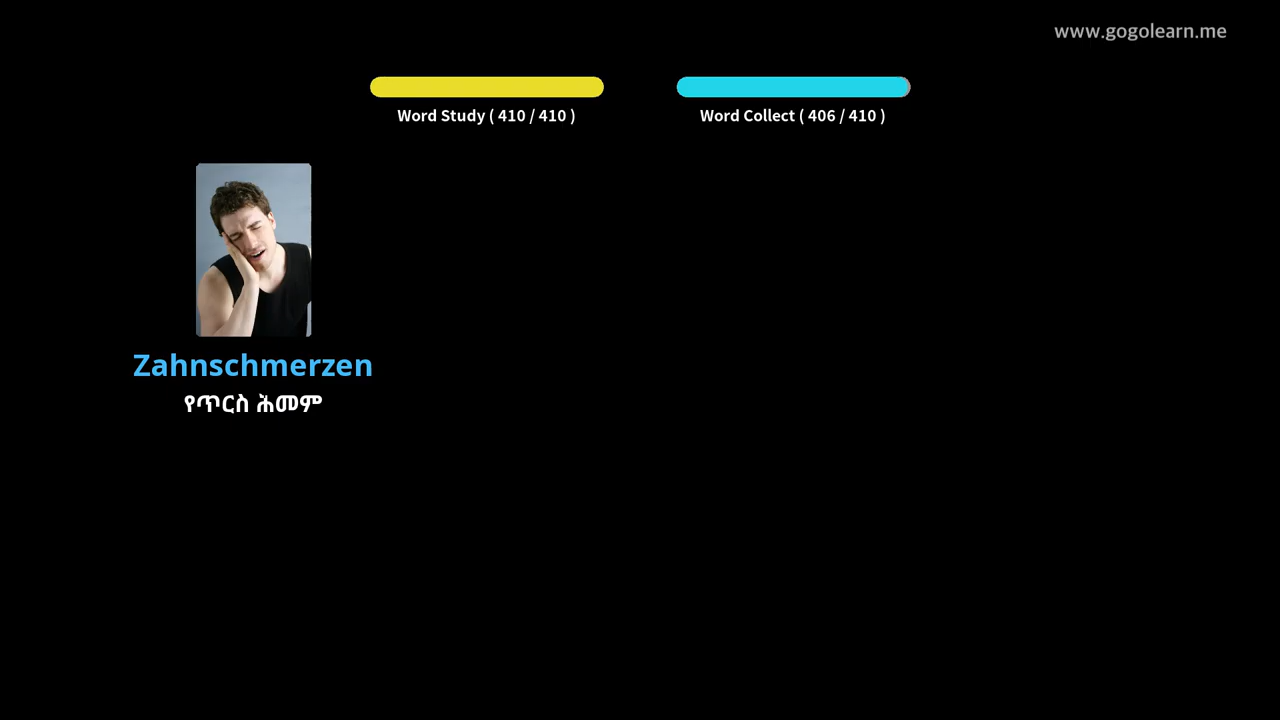 www.gogolearn.me
Word Study ( 410 / 410 )
Word Collect ( 406 / 410 )
Zahnschmerzen
የጥርስ ሕመም